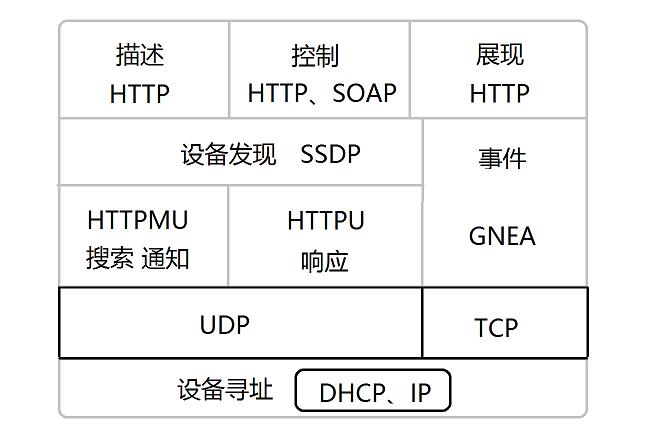 描述
HTTP
控制
HTTP、SOAP
展现
HTTP
设备发现 SSDP
事件
GNEA
HTTPMU
搜索 通知
HTTPU
响应
UDP
TCP
设备寻址 DHCP、IP